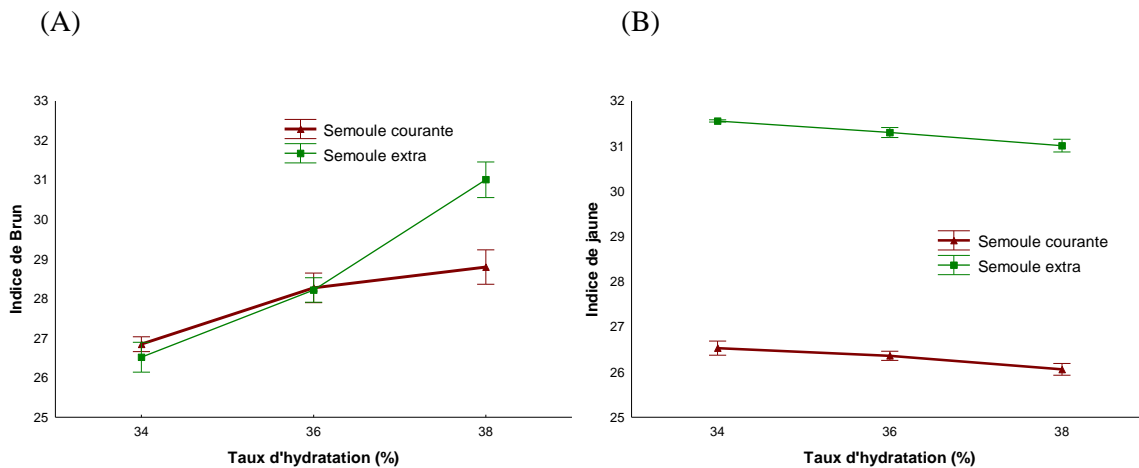 (A)
33
32
31
30
29
28
27
26
25
Indice de Brun
Semoule courante
Semoule extra
34 36 38
Taux d'hydratation (%)
(B)
32
31
30
29
28
27
26
25
Indice de jaune
Semoule courante
Semoule extra
34 36 38
Taux d'hydratation (%)